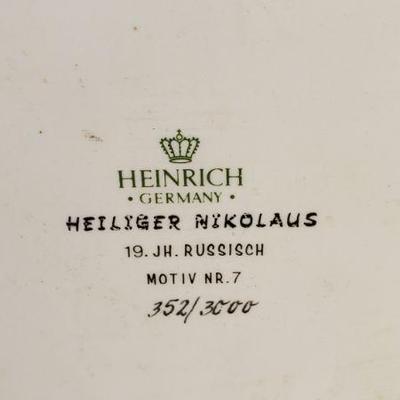 HEINRICH
• GERMANY •
HEILIGER NIKOLAUS
19. JH. RUSSISCH
MOTIV NR. 7
352/3000